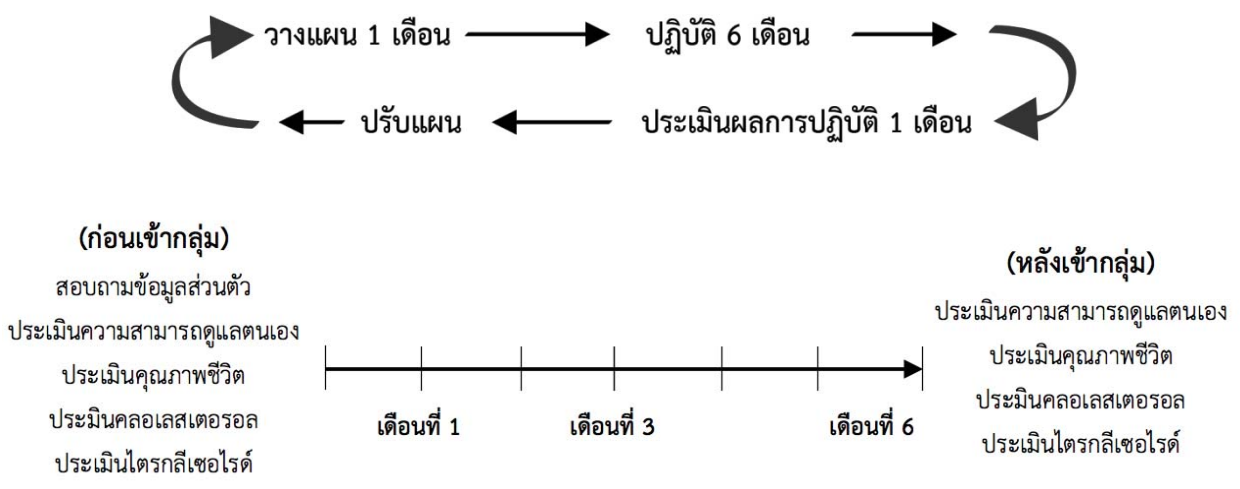 วางแผน 1 เดือน
ปฏิบัติ 6 เดือน
ปรับแผน
ประเมินผลการปฏิบัติ 1 เดือน
(ก่อนเข้ากลุ่ม)
สอบถามข้อมูลส่วนตัว
ประเมินความสามารถดูแลตนเอง
ประเมินคุณภาพชีวิต
ประมินคลอเลสเตอรอล
ประเมินไตรกลีเซอไรด์
เดือนที่ 1
เดือนที่ 3
เดือนที่ 6
(หลังเข้ากลุ่ม)
ประเมินความสามารถดูแลตนเอง
ประเมินคุณภาพชีวิต
ประมินคลอเลสเตอรอล
ประเมินไตรกลีเซอไรด์